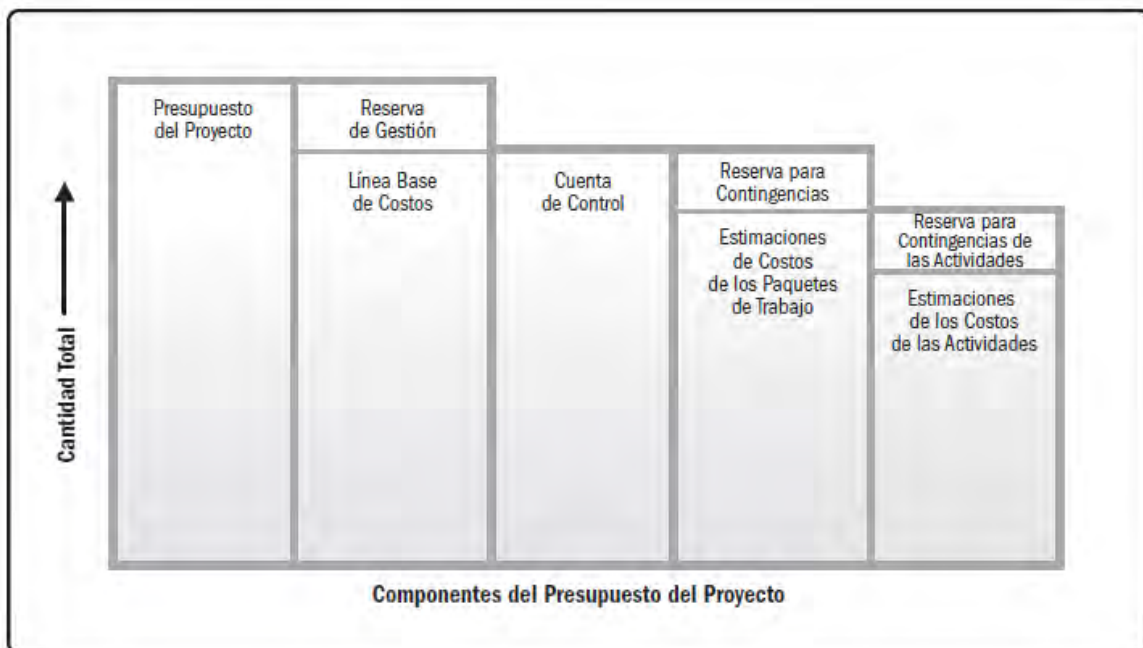 Presupuesto
del Proyecto
Reserva
de Gestión
Línea Base
de Costos
Cuenta
de Control
Reserva para
Contingencias
Estimaciones
de Costos
de los Paquetes
de Trabajo
Reserva para
Contingencias de
las Actividades
Estimaciones
de los Costos
de las Actividades
Cantidad Total
Componentes del Presupuesto del Proyecto